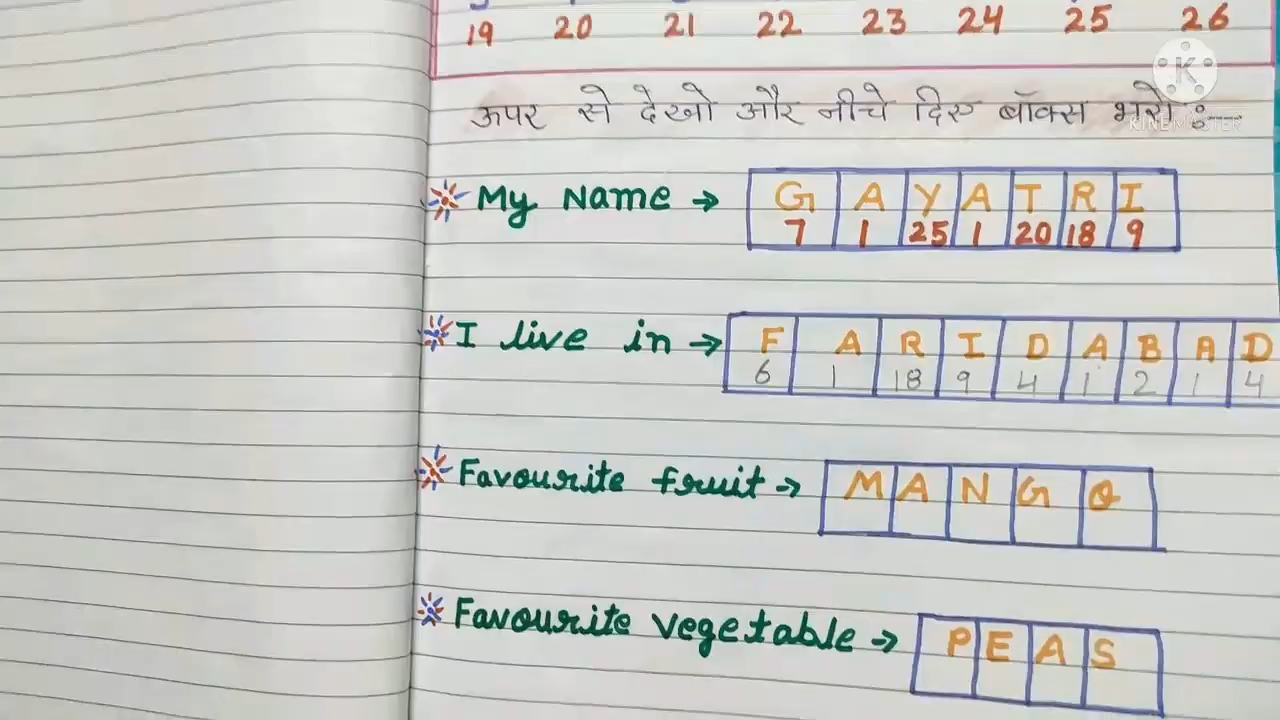 19 20 21 22 23 24 25 26
ऊपर से देखो और नीचे दिए बॉक्स भरो :-
K
KINEMASTER
My Name → G A Y A T R I
7 1 25 1 20 18 9
I live in → F A R I D A B A D
6 1 18 9 4 1 2 1 4
Favourite fruit → M A N G O
Favourite vegetable → P E A S